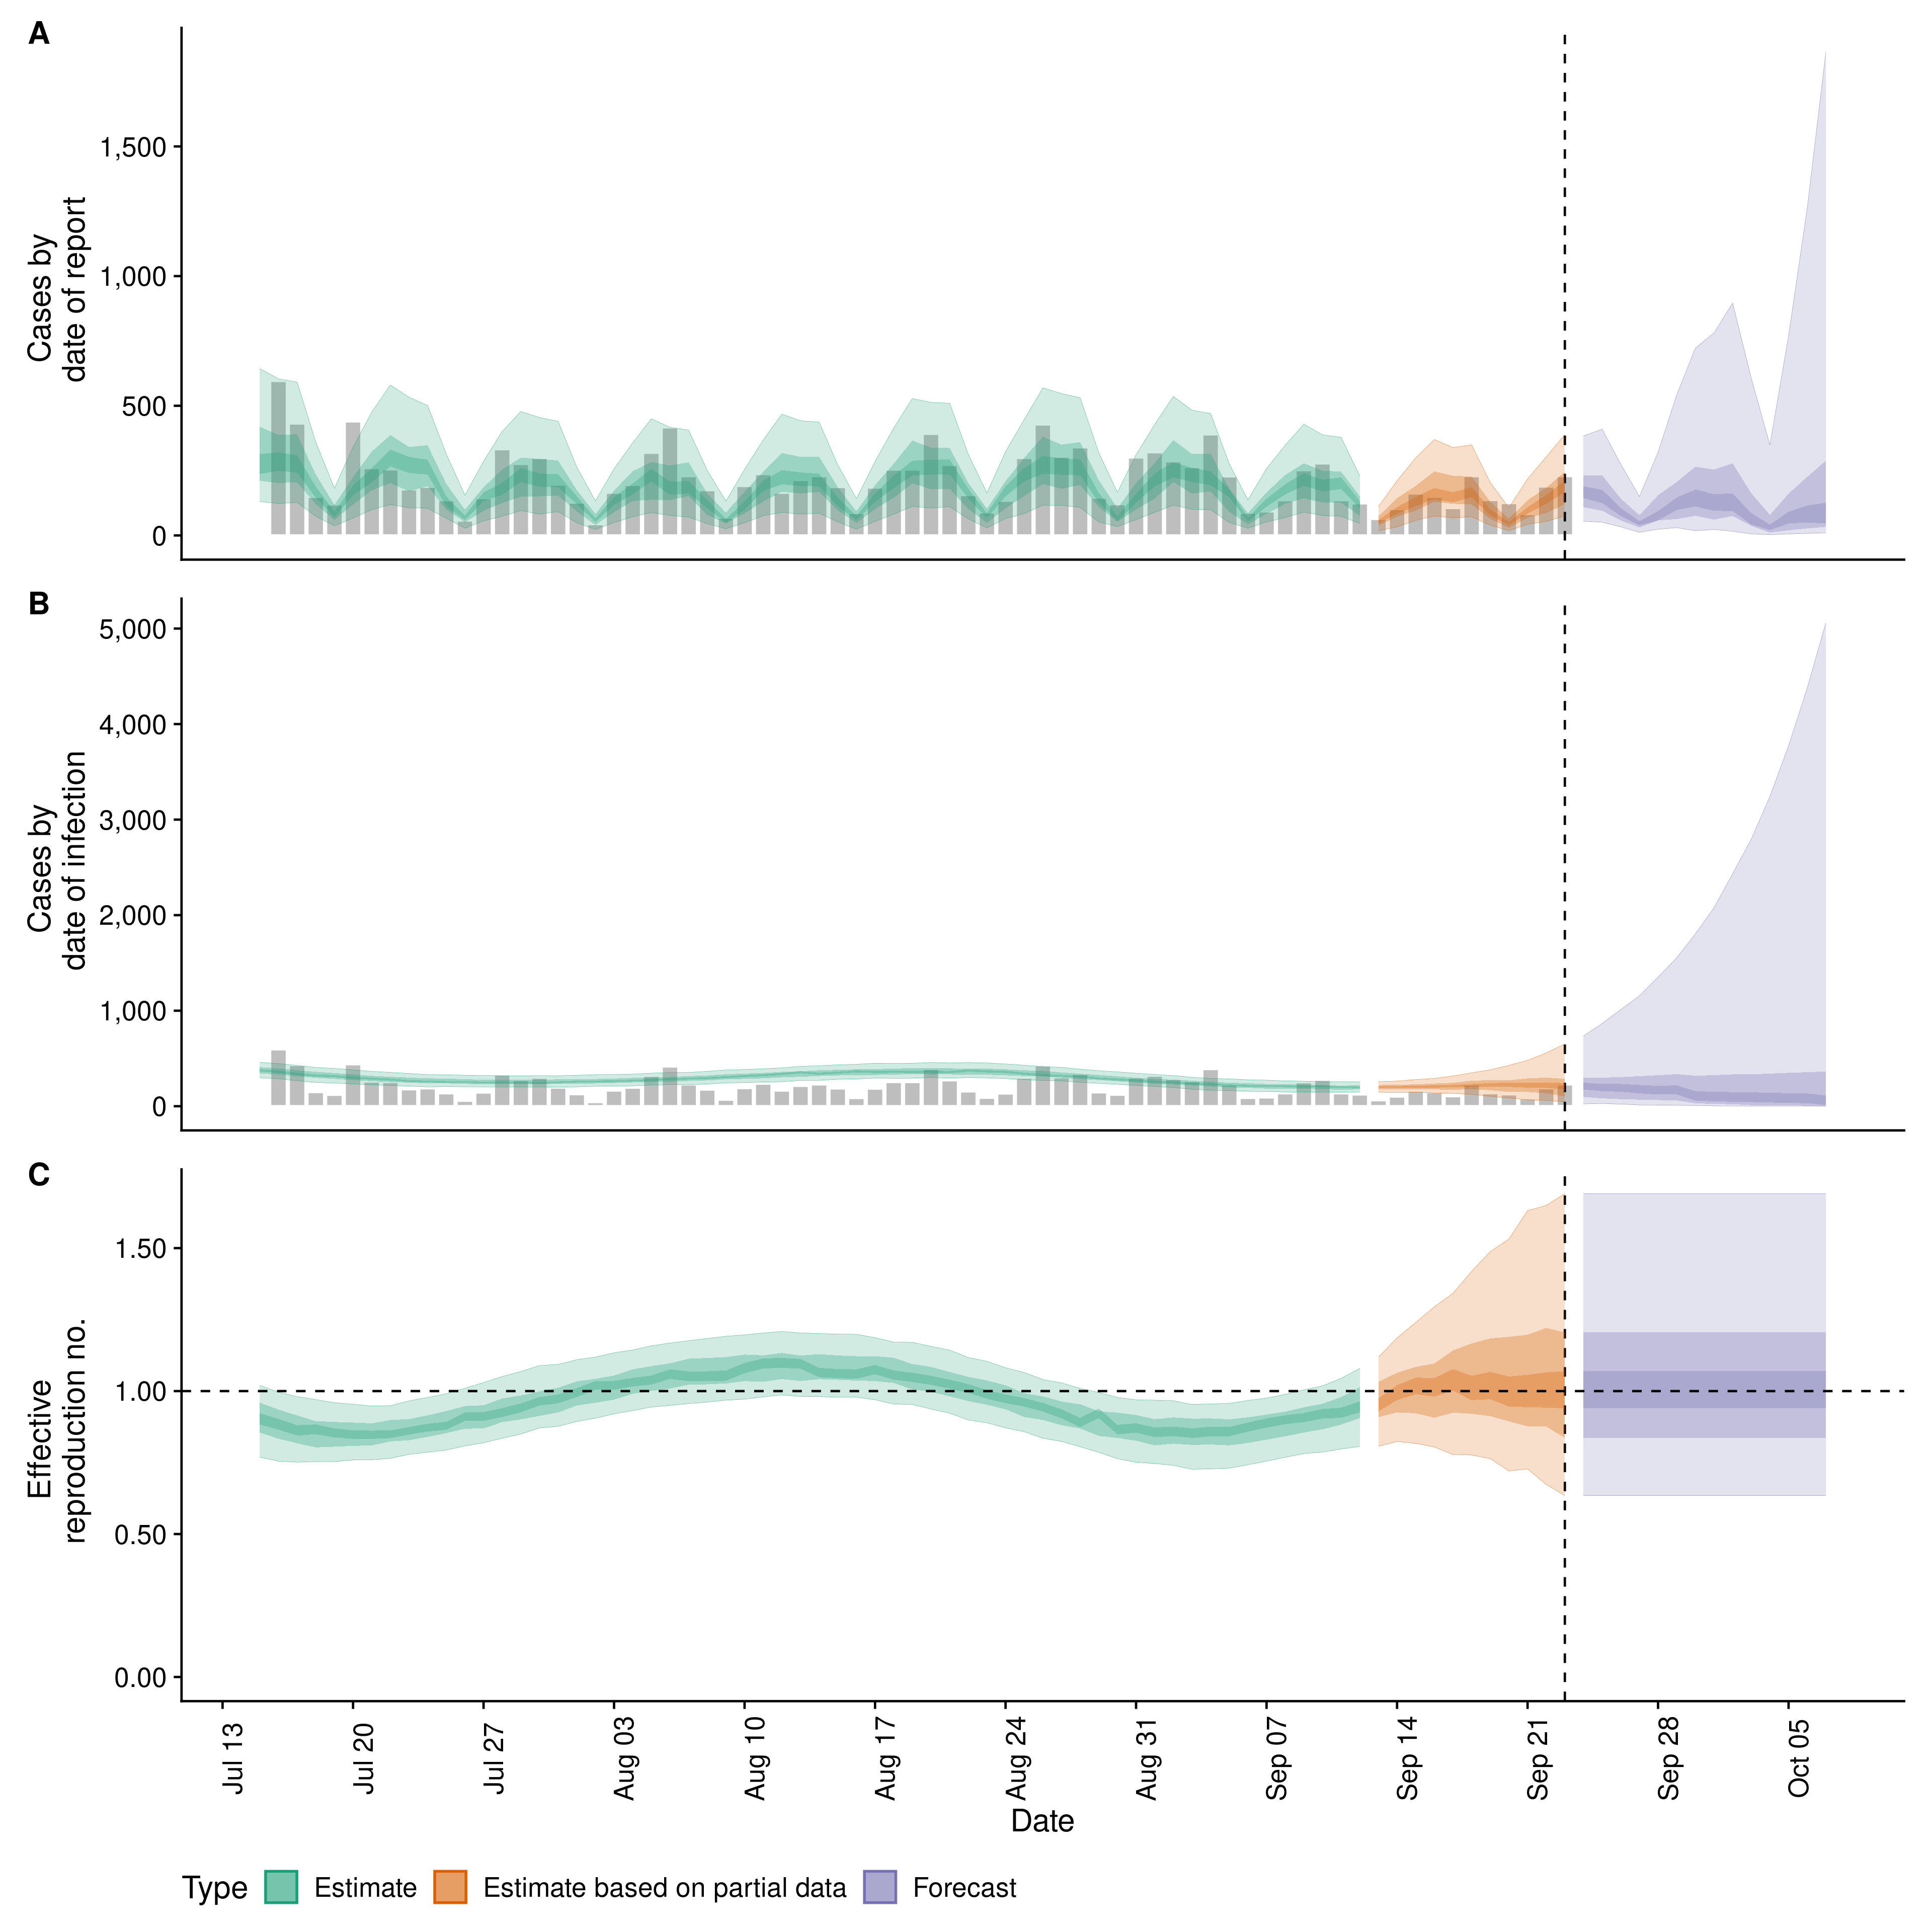 A
Cases by
date of report
1,500
1,000
500
0
B
Cases by
date of infection
5,000
4,000
3,000
2,000
1,000
0
C
Effective
reproduction no.
1.50
1.00
0.50
0.00
Jul 13
Jul 20
Jul 27
Aug 03
Aug 10
Aug 17
Aug 24
Aug 31
Sep 07
Sep 14
Sep 21
Sep 28
Oct 05
Date
Type Estimate Estimate based on partial data Forecast